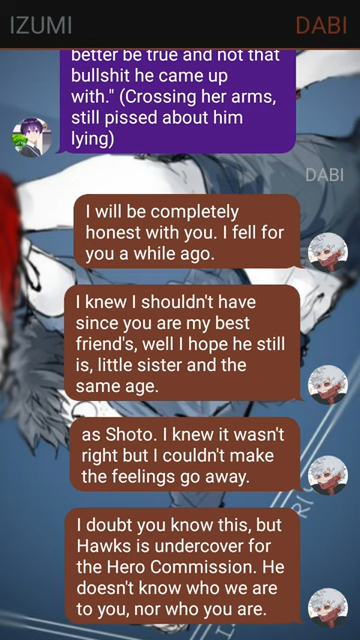 IZUMI
DABI
better be true and not that
bullshit he came up
with." (Crossing her arms,
still pissed about him
lying)
DABI
I will be completely
honest with you. I fell for
you a while ago.
I knew I shouldn't have
since you are my best
friend's, well I hope he still
is, little sister and the
same age.
as Shoto. I knew it wasn't
right but I couldn't make
the feelings go away.
I doubt you know this, but
Hawks is undercover for
the Hero Commission. He
doesn't know who we are
to you, nor who you are.